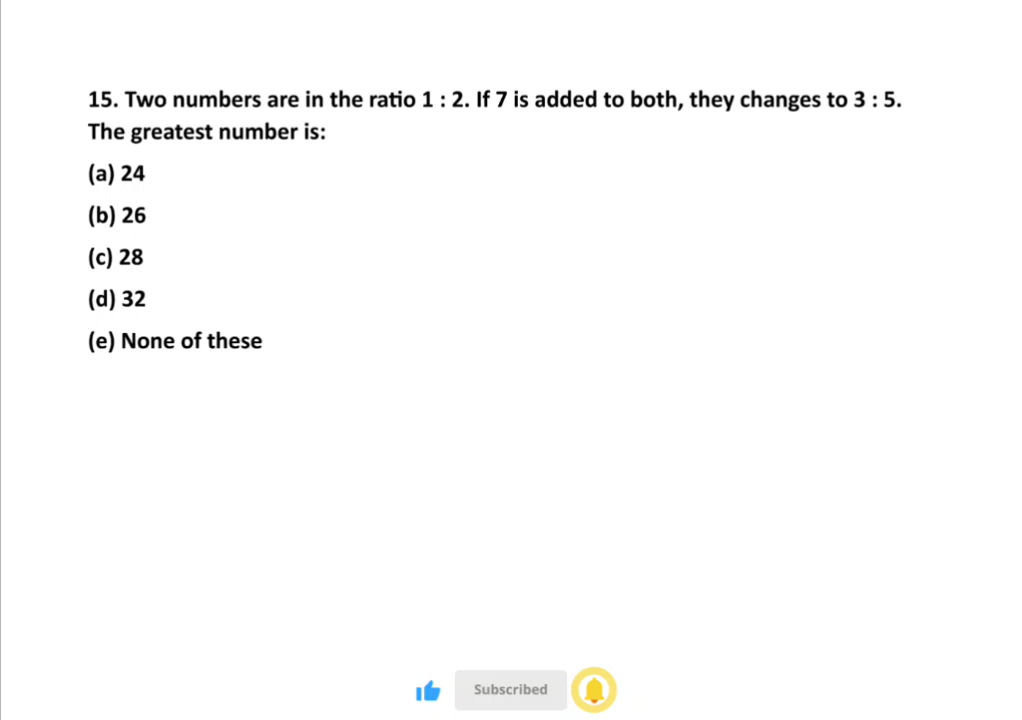 15. Two numbers are in the ratio 1 : 2. If 7 is added to both, they changes to 3 : 5.
The greatest number is:
(a) 24
(b) 26
(c) 28
(d) 32
(e) None of these
Subscribed